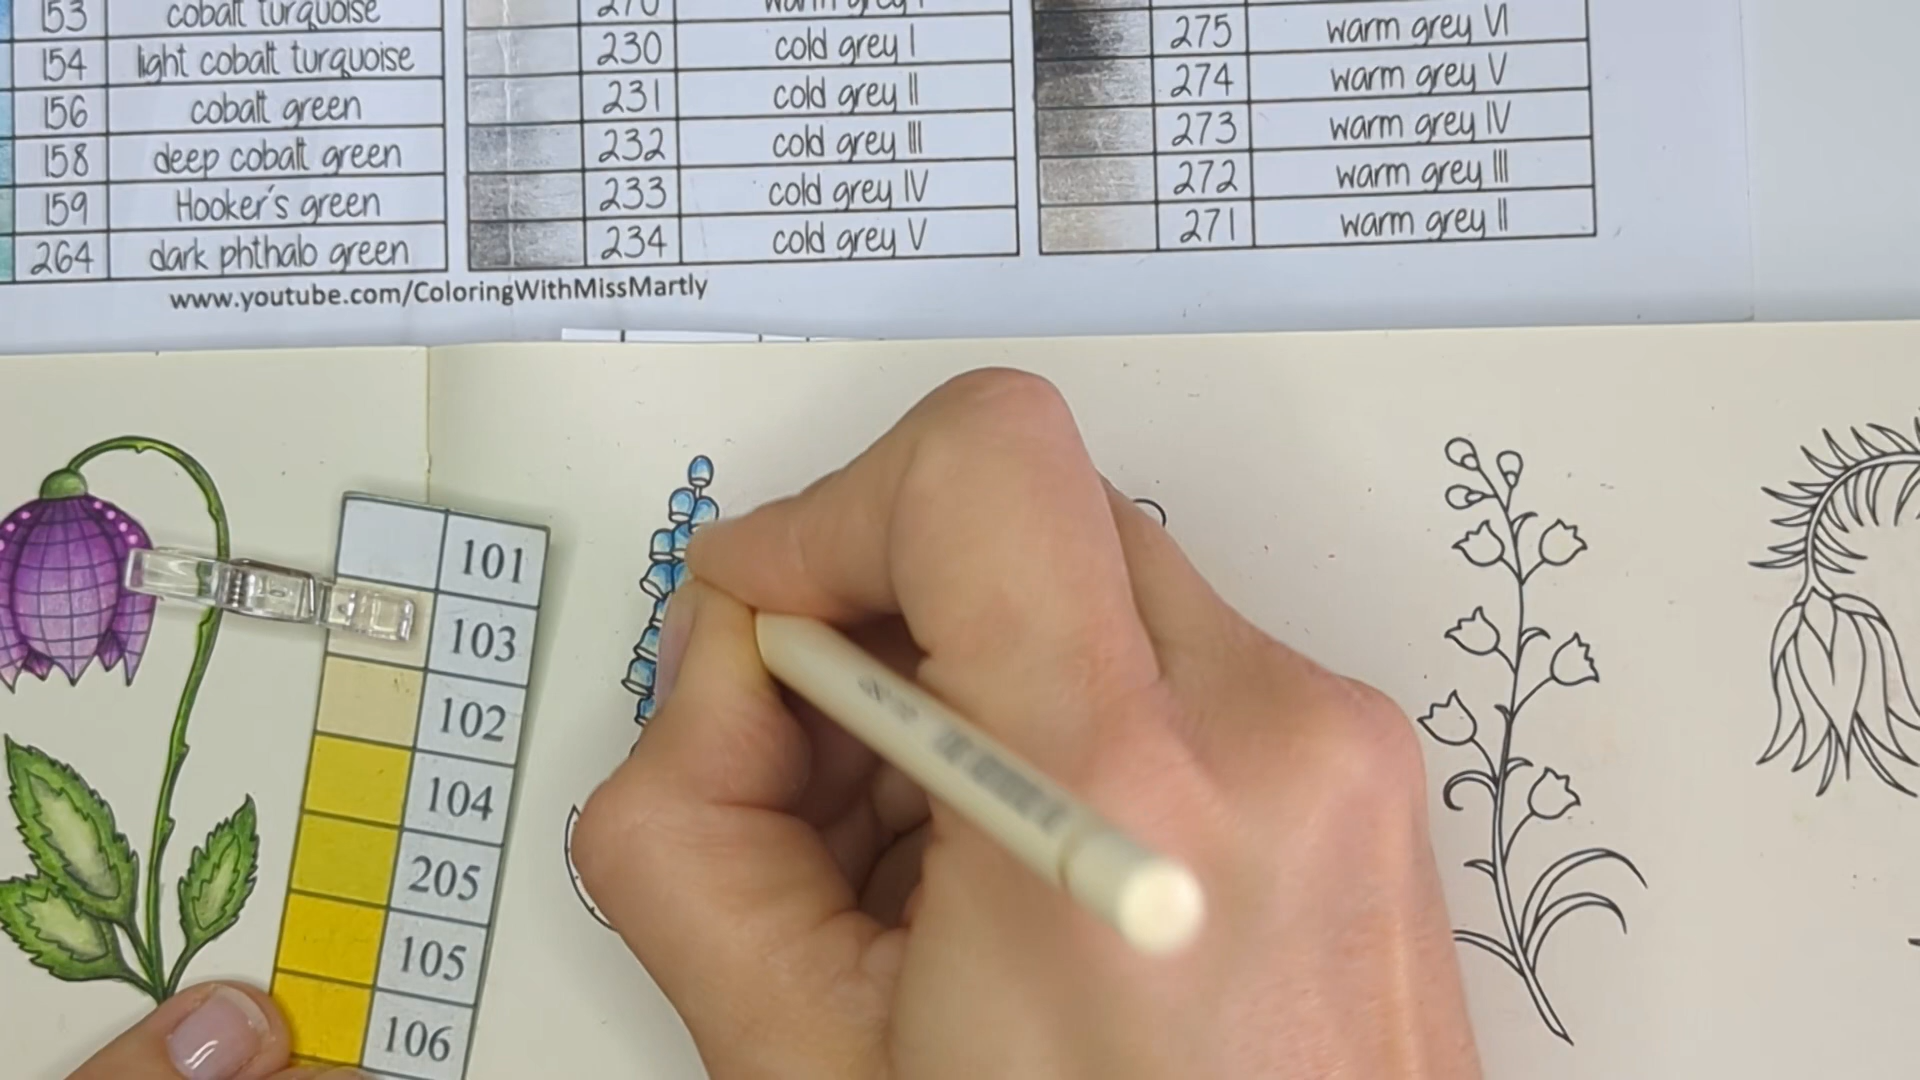 153 cobalt turquoise
154 light cobalt turquoise
156 cobalt green
158 deep cobalt green
159 Hooker's green
264 dark phthalo green
270 warm grey I
230 cold grey I
231 cold grey II
232 cold grey III
233 cold grey IV
234 cold grey V
275 warm grey VI
274 warm grey V
273 warm grey IV
272 warm grey III
271 warm grey II
www.youtube.com/ColoringWithMissMartly
101
103
102
104
205
105
106